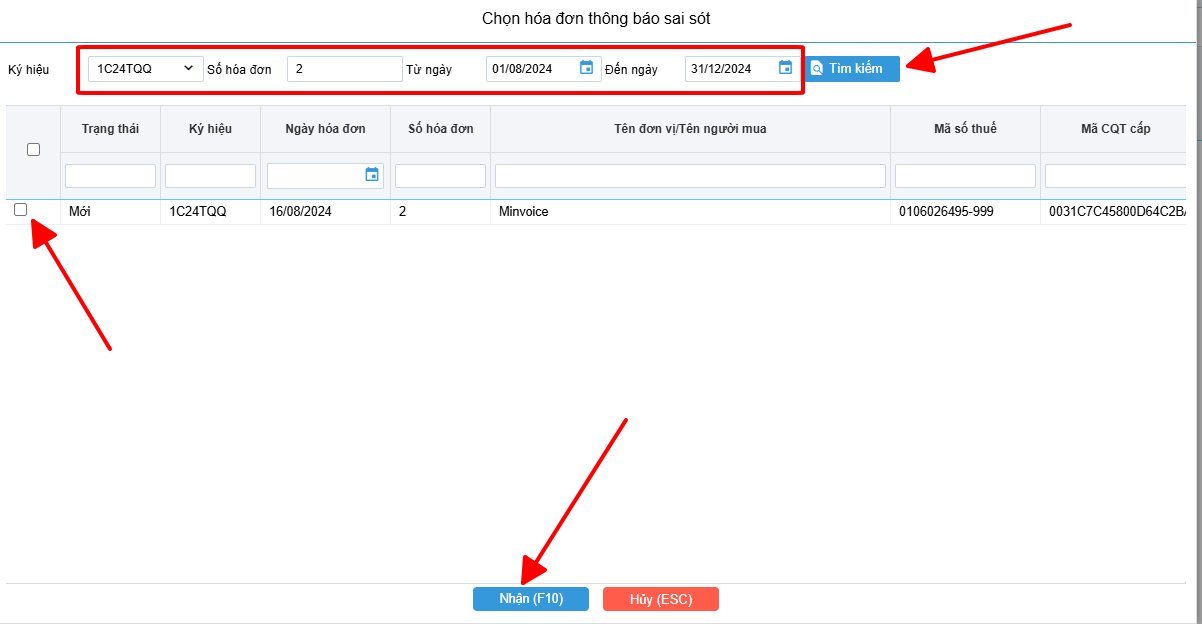 Chọn hóa đơn thông báo sai sót
Ký hiệu 1C24TQQ Số hóa đơn 2 Từ ngày 01/08/2024 Đến ngày 31/12/2024 Tìm kiếm
Trạng thái Ký hiệu Ngày hóa đơn Số hóa đơn Tên đơn vị/Tên người mua Mã số thuế Mã CQT cấp
Mới 1C24TQQ 16/08/2024 2 Minvoice 0106026495-999 0031C7C45800D64C2BA
Nhận (F10) Hủy (ESC)